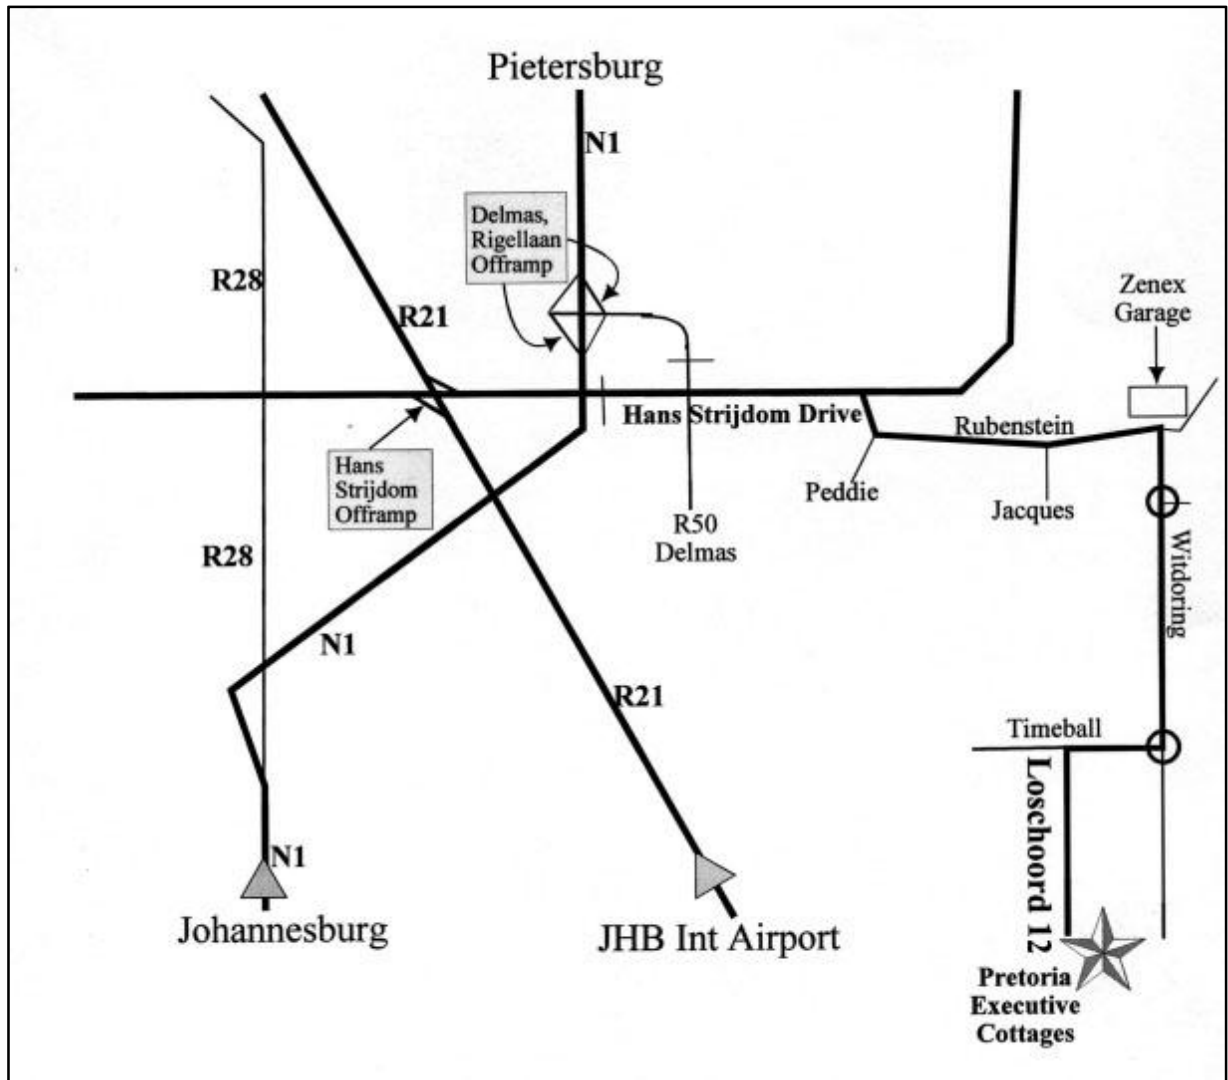 Pietersburg
N1
Delmas,
Rigellaan
Offramp
R28
R21
Zenex
Garage
Hans Strijdom Drive
Rubenstein
Hans
Strijdom
Offramp
Peddie
Jacques
R50
Delmas
R28
Witdoring
N1
R21
Timeball
Loschoord 12
N1
Johannesburg
JHB Int Airport
Pretoria
Executive
Cottages